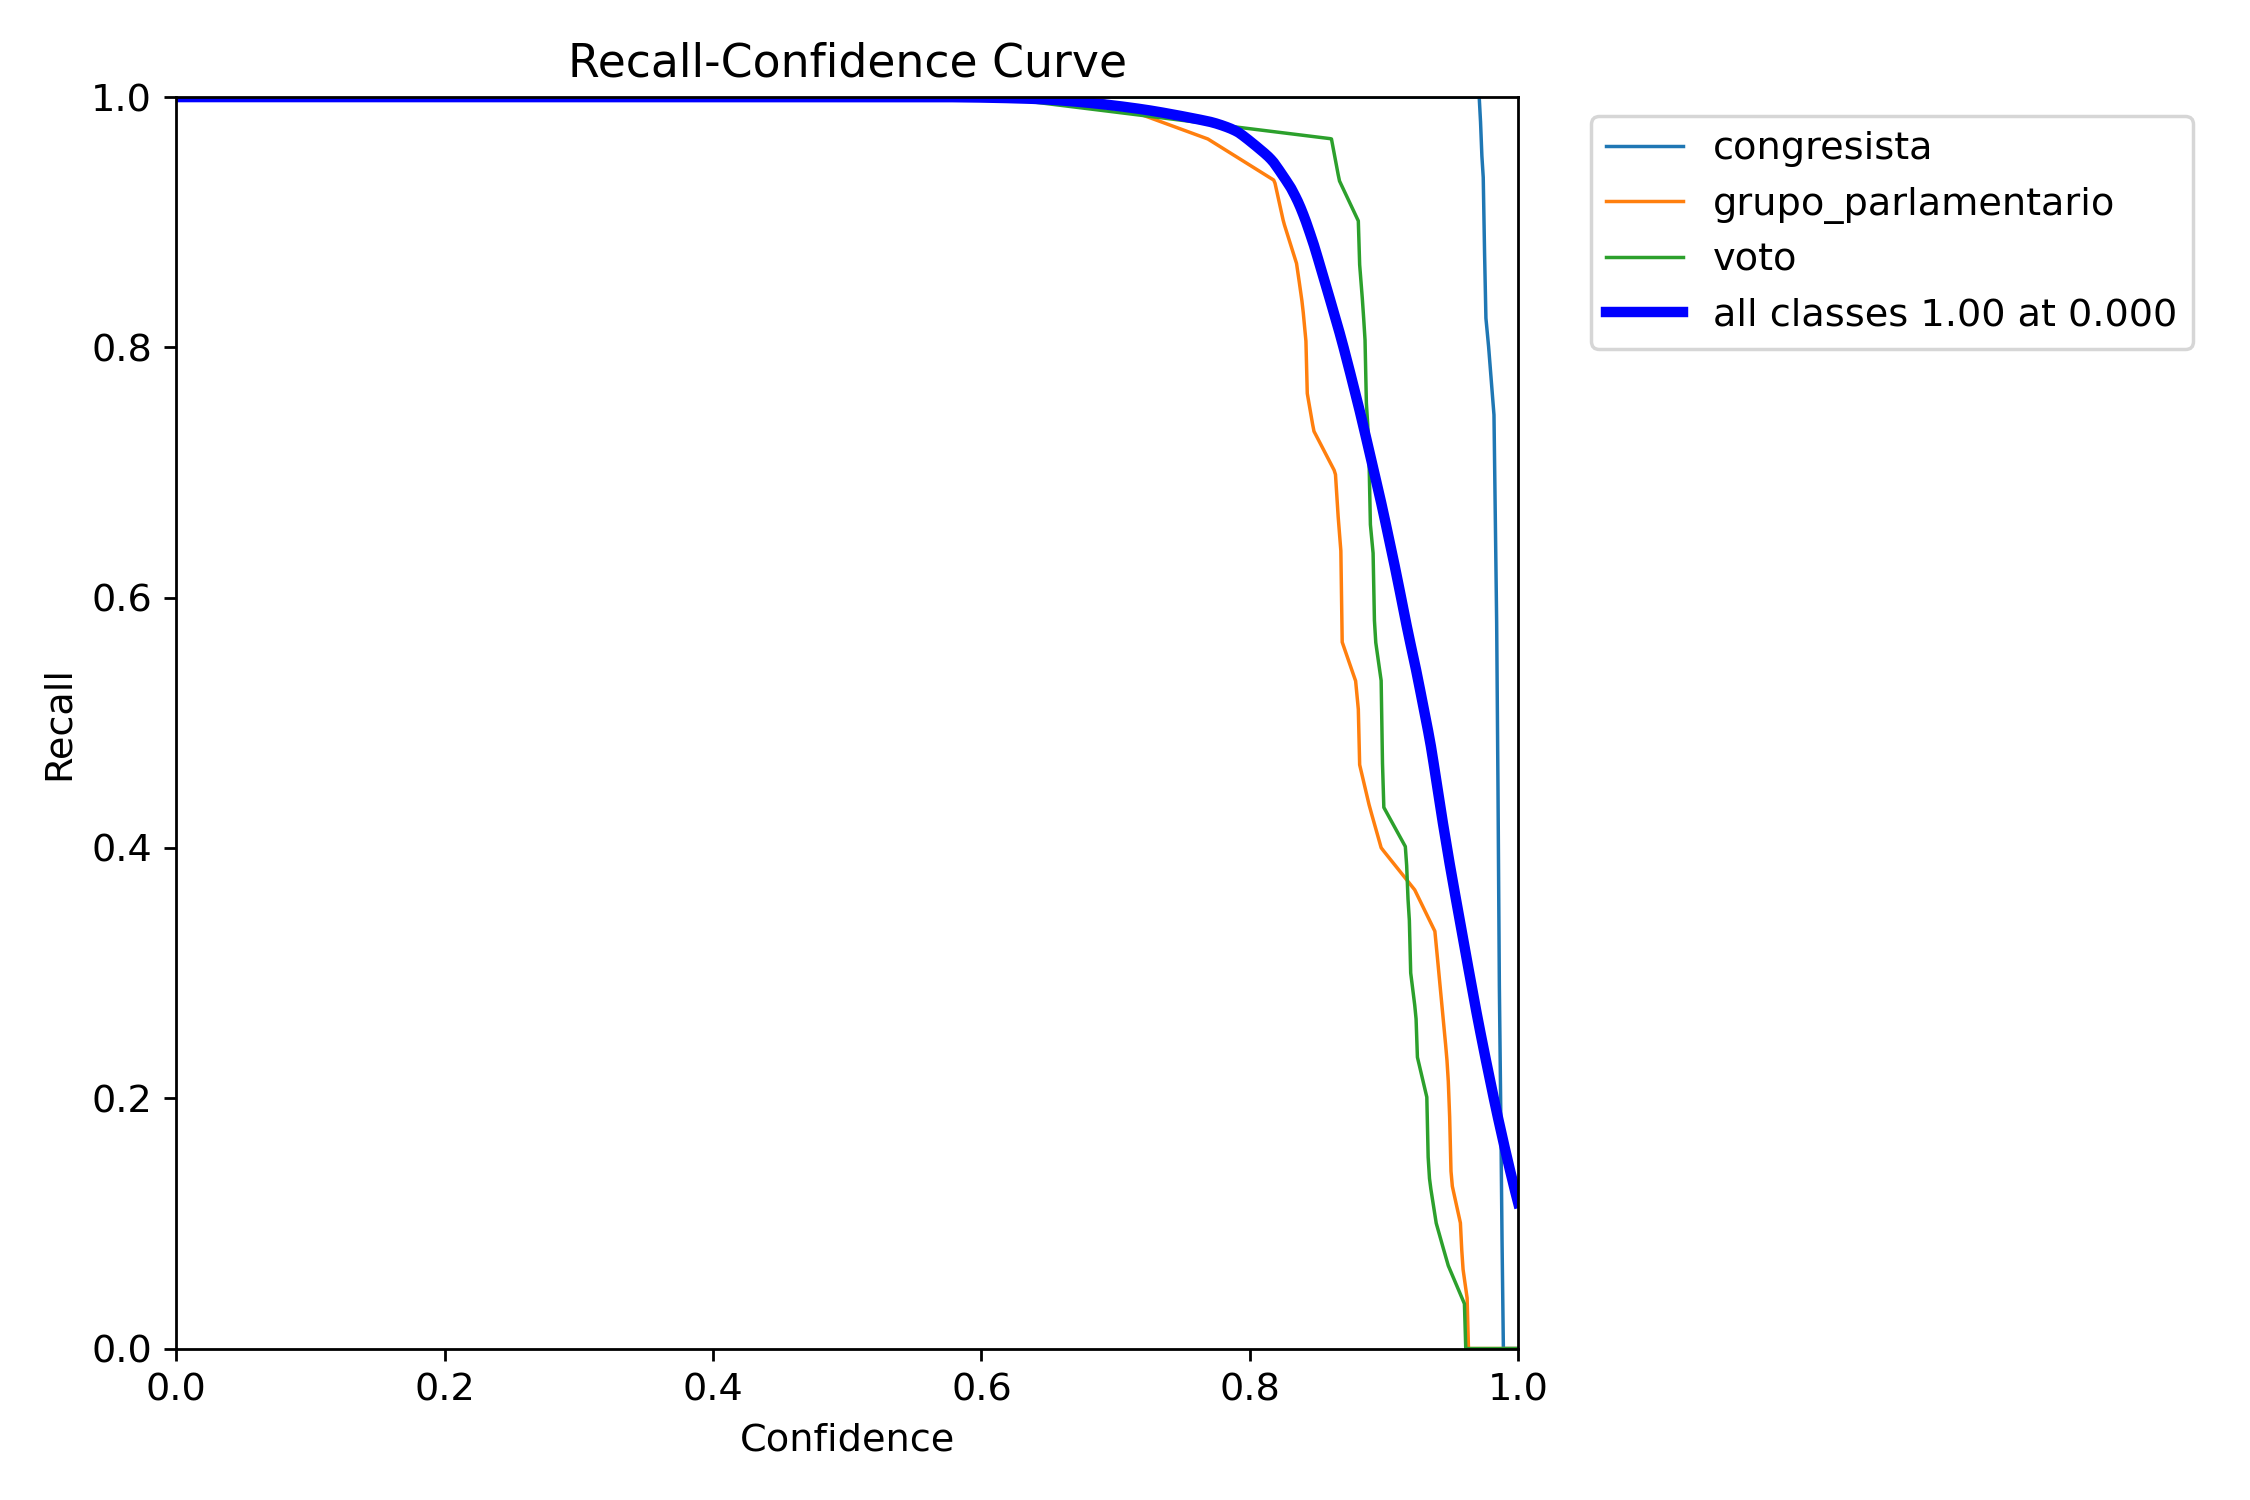 Recall-Confidence Curve
1.0
0.8
0.6
0.4
0.2
0.0
Recall
0.0 0.2 0.4 0.6 0.8 1.0
Confidence
congresista
grupo_parlamentario
voto
all classes 1.00 at 0.000